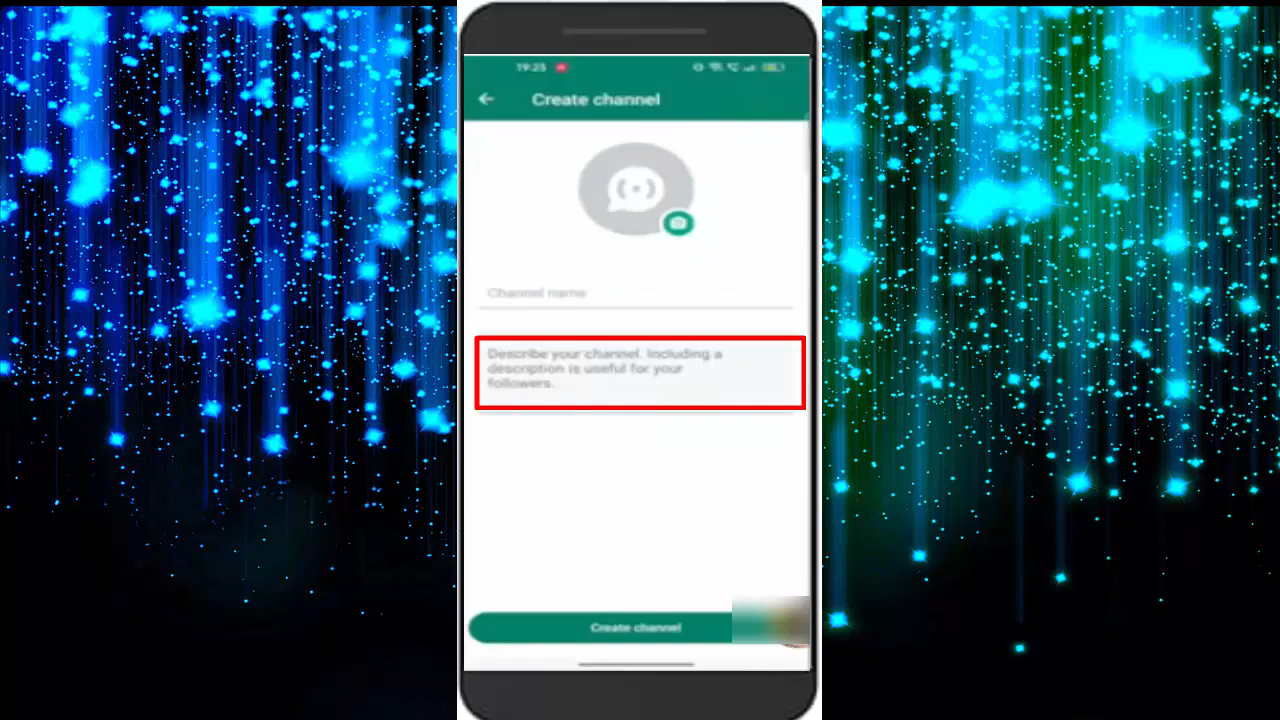 19:23
Create channel
Channel name
Describe your channel. Including a
description is useful for your
followers.
Create channel